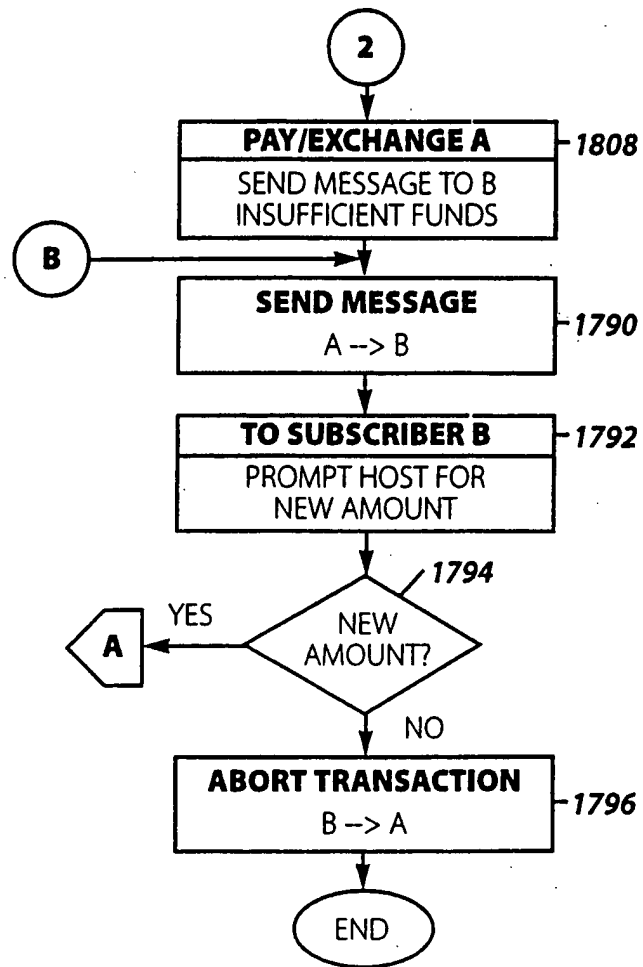 2
PAY/EXCHANGE A
1808
SEND MESSAGE TO B
INSUFFICIENT FUNDS
B
SEND MESSAGE
1790
A --> B
TO SUBSCRIBER B
1792
PROMPT HOST FOR
NEW AMOUNT
1794
YES
A
NEW
AMOUNT?
NO
ABORT TRANSACTION
1796
B --> A
END